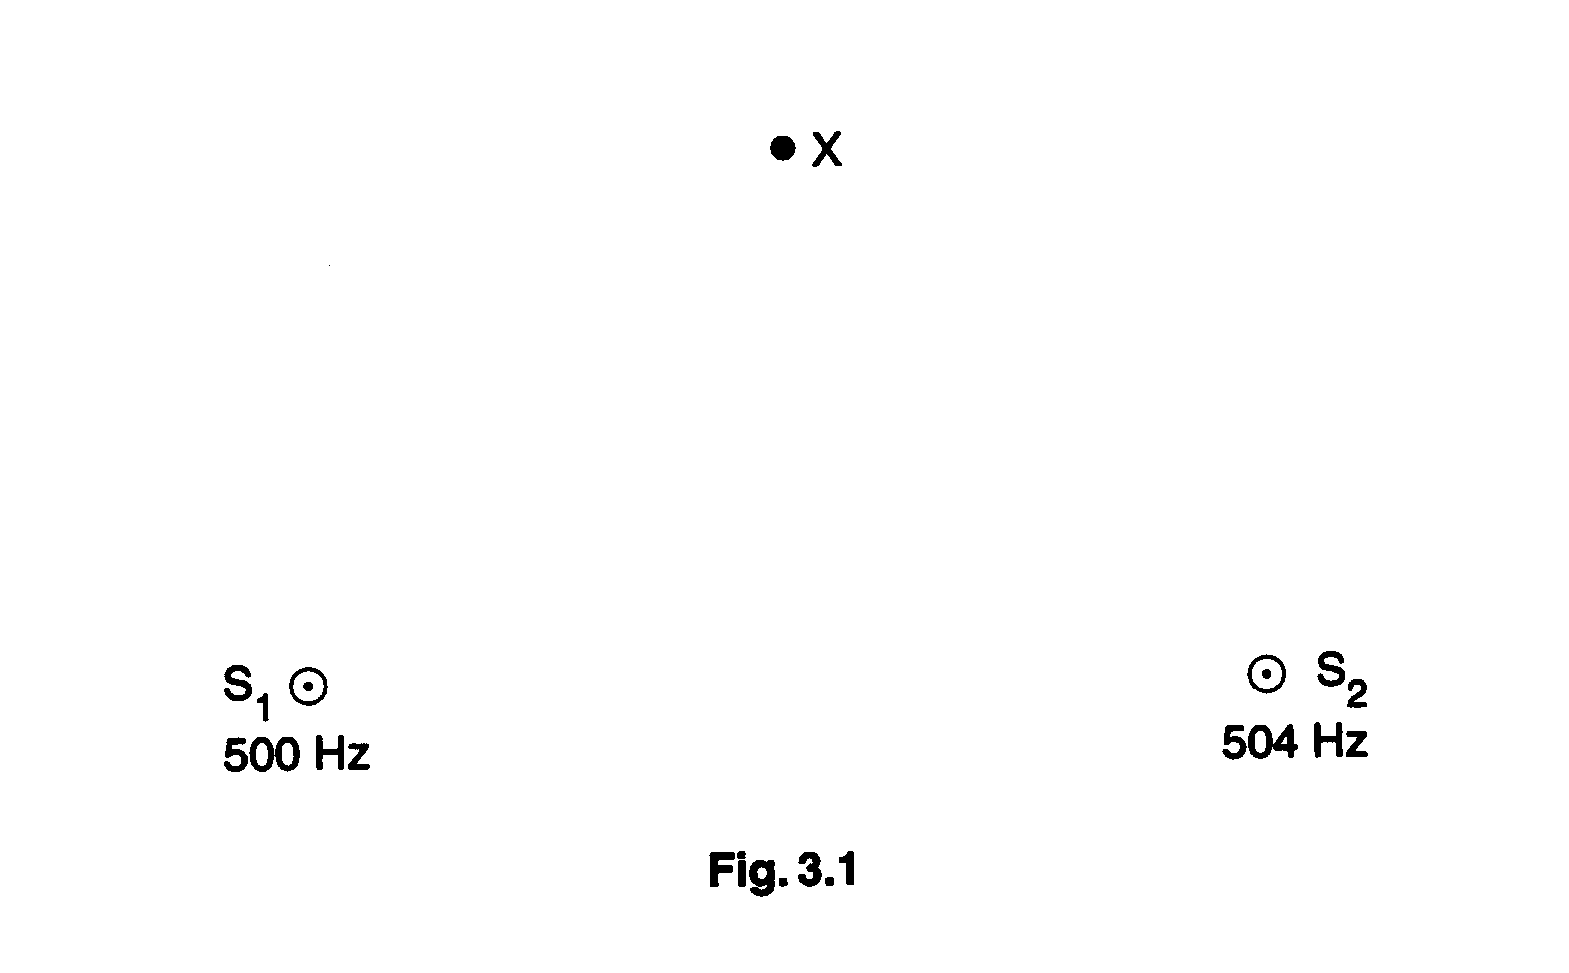 X
S₁
S₂
500 Hz
504 Hz
Fig. 3.1